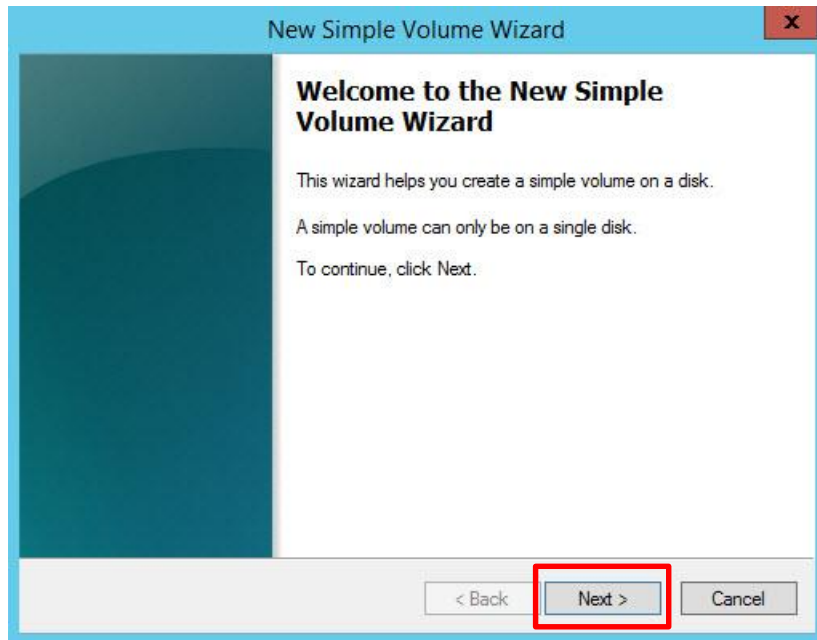 New Simple Volume Wizard
x
Welcome to the New Simple
Volume Wizard
This wizard helps you create a simple volume on a disk.
A simple volume can only be on a single disk.
To continue, click Next.
< Back
Next >
Cancel